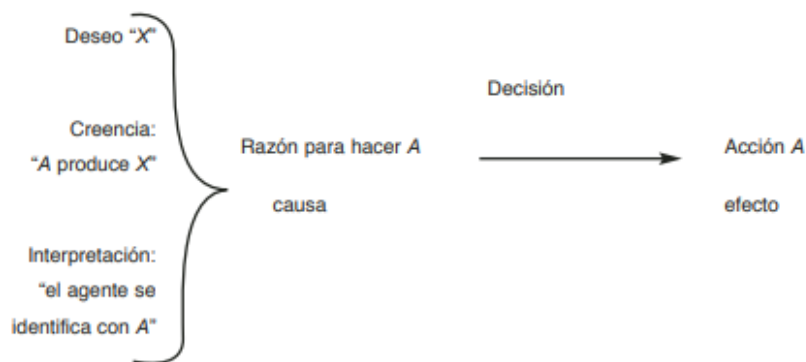 Deseo “X”
Creencia:
“A produce X”
Interpretación:
“el agente se
identifica con A”
Razón para hacer A
causa
Decisión
Acción A
efecto